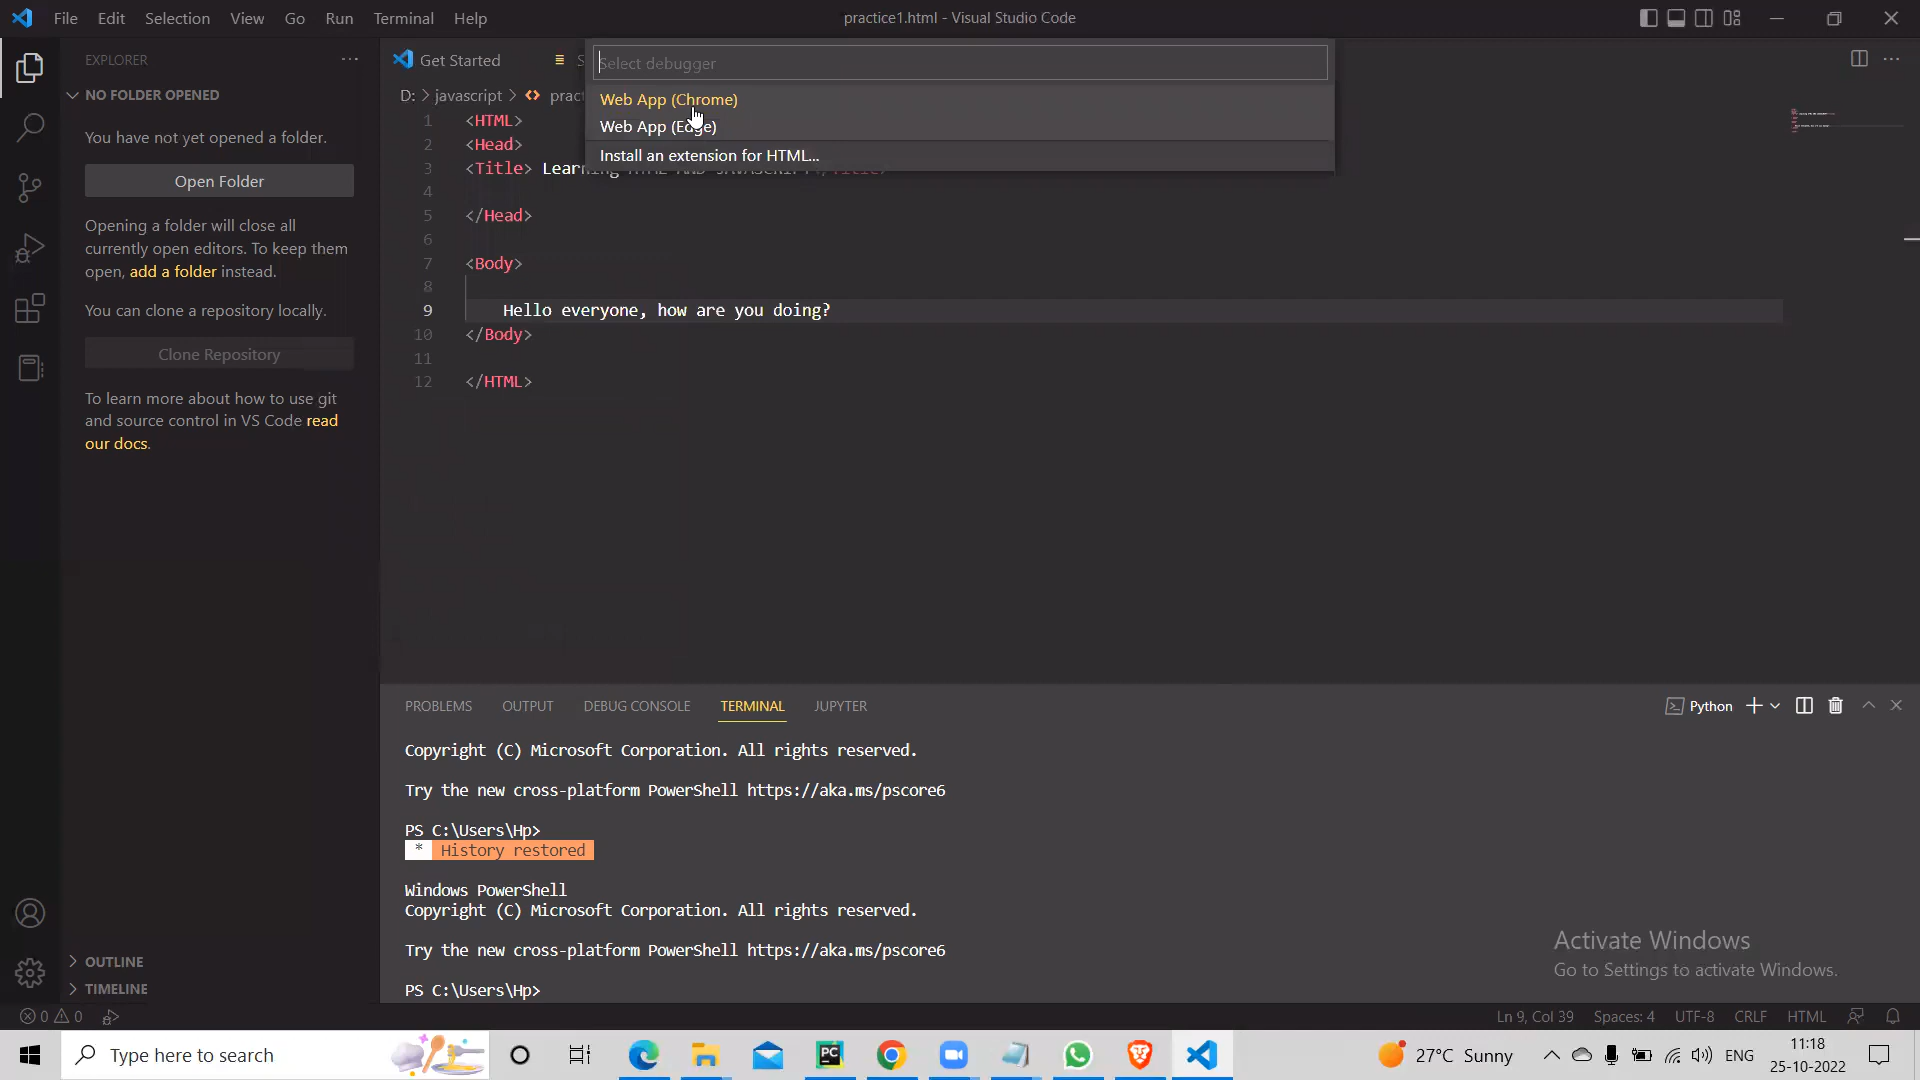 File Edit Selection View Go Run Terminal Help
practice1.html - Visual Studio Code
EXPLORER
NO FOLDER OPENED
You have not yet opened a folder.
Open Folder
Opening a folder will close all
currently open editors. To keep them
open, add a folder instead.
You can clone a repository locally.
Clone Repository
To learn more about how to use git
and source control in VS Code read
our docs.
OUTLINE
TIMELINE
Get Started
Select debugger
Web App (Chrome)
Web App (Edge)
Install an extension for HTML...
D: > javascript > <> pract
1 <HTML>
2 <Head>
3 <Title> Learning HTML AND JAVASCRIPT</Title>
4
5 </Head>
6
7 <Body>
8
9 Hello everyone, how are you doing?
10 </Body>
11
12 </HTML>
PROBLEMS OUTPUT DEBUG CONSOLE TERMINAL JUPYTER
Python
Copyright (C) Microsoft Corporation. All rights reserved.
Try the new cross-platform PowerShell https://aka.ms/pscore6
PS C:\Users\Hp>
* History restored
Windows PowerShell
Copyright (C) Microsoft Corporation. All rights reserved.
Try the new cross-platform PowerShell https://aka.ms/pscore6
PS C:\Users\Hp>
Activate Windows
Go to Settings to activate Windows.
0 0
Ln 9, Col 39 Spaces: 4 UTF-8 CRLF HTML
Type here to search
PC
27°C Sunny
ENG
11:18
25-10-2022